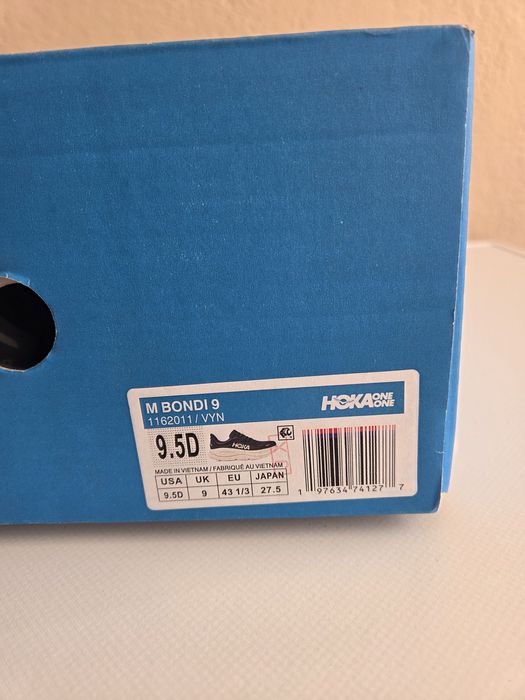 M BONDI 9
HOKA ONE ONE
1162011 / VYN
9.5D
HOKA
MADE IN VIETNAM / FABRIQUÉ AU VIETNAM
USA UK EU JAPAN
9.5D 9 43 1/3 27.5
1 97634 74127 7